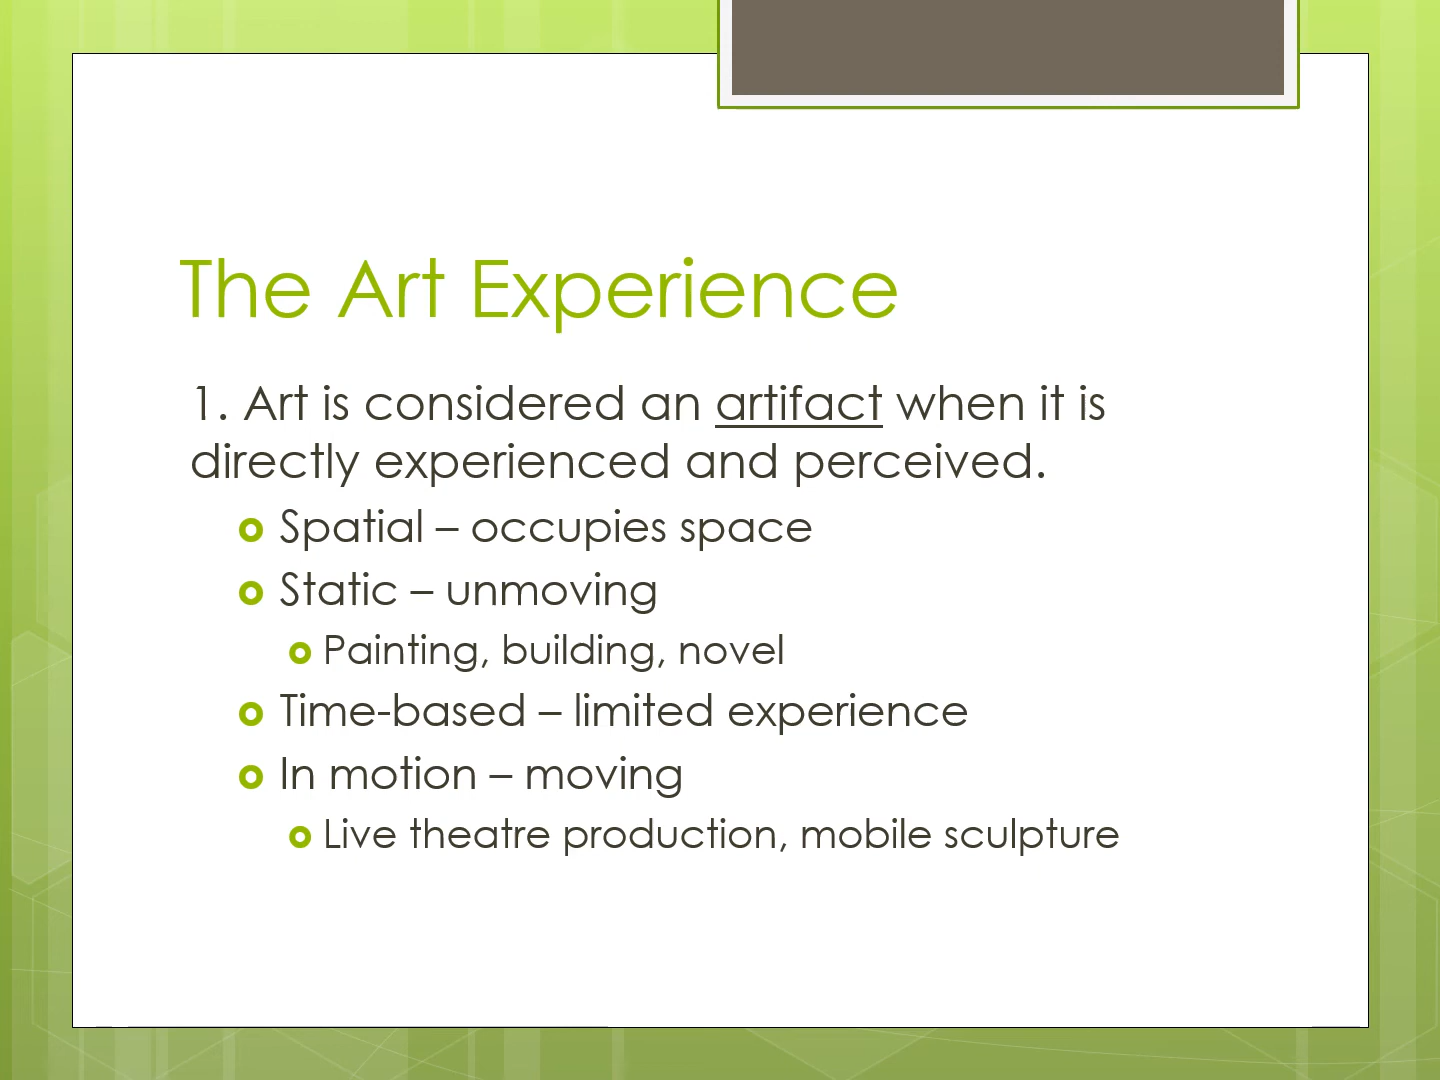 The Art Experience
1. Art is considered an artifact when it is
directly experienced and perceived.
Spatial – occupies space
Static – unmoving
Painting, building, novel
Time-based – limited experience
In motion – moving
Live theatre production, mobile sculpture